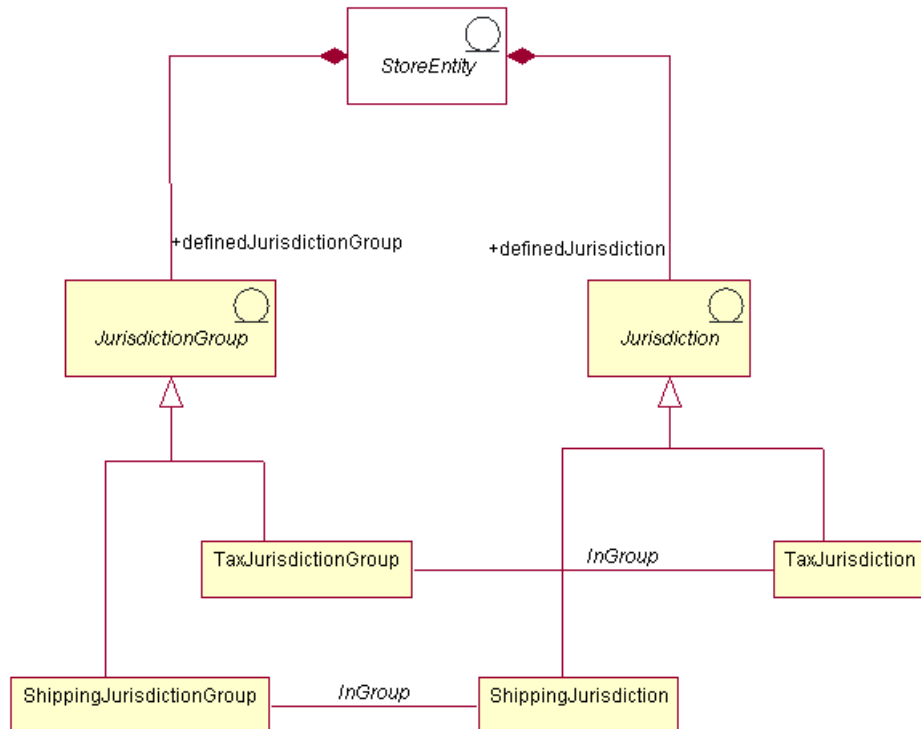 StoreEntity
+definedJurisdictionGroup
+definedJurisdiction
JurisdictionGroup
Jurisdiction
TaxJurisdictionGroup
InGroup
TaxJurisdiction
ShippingJurisdictionGroup
InGroup
ShippingJurisdiction